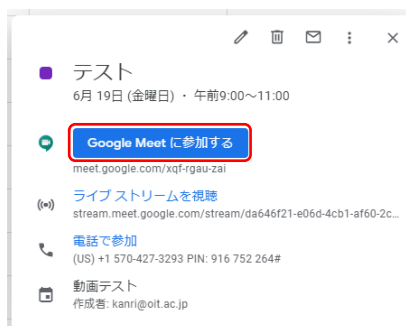 テスト
6月 19日 (金曜日) ・ 午前9:00～11:00
Google Meet に参加する
meet.google.com/xqf-rgau-zai
ライブ ストリームを視聴
stream.meet.google.com/stream/da646f21-e06d-4cb1-af60-2c...
電話で参加
(US) +1 570-427-3293 PIN: 916 752 264#
動画テスト
作成者: kanri@oit.ac.jp